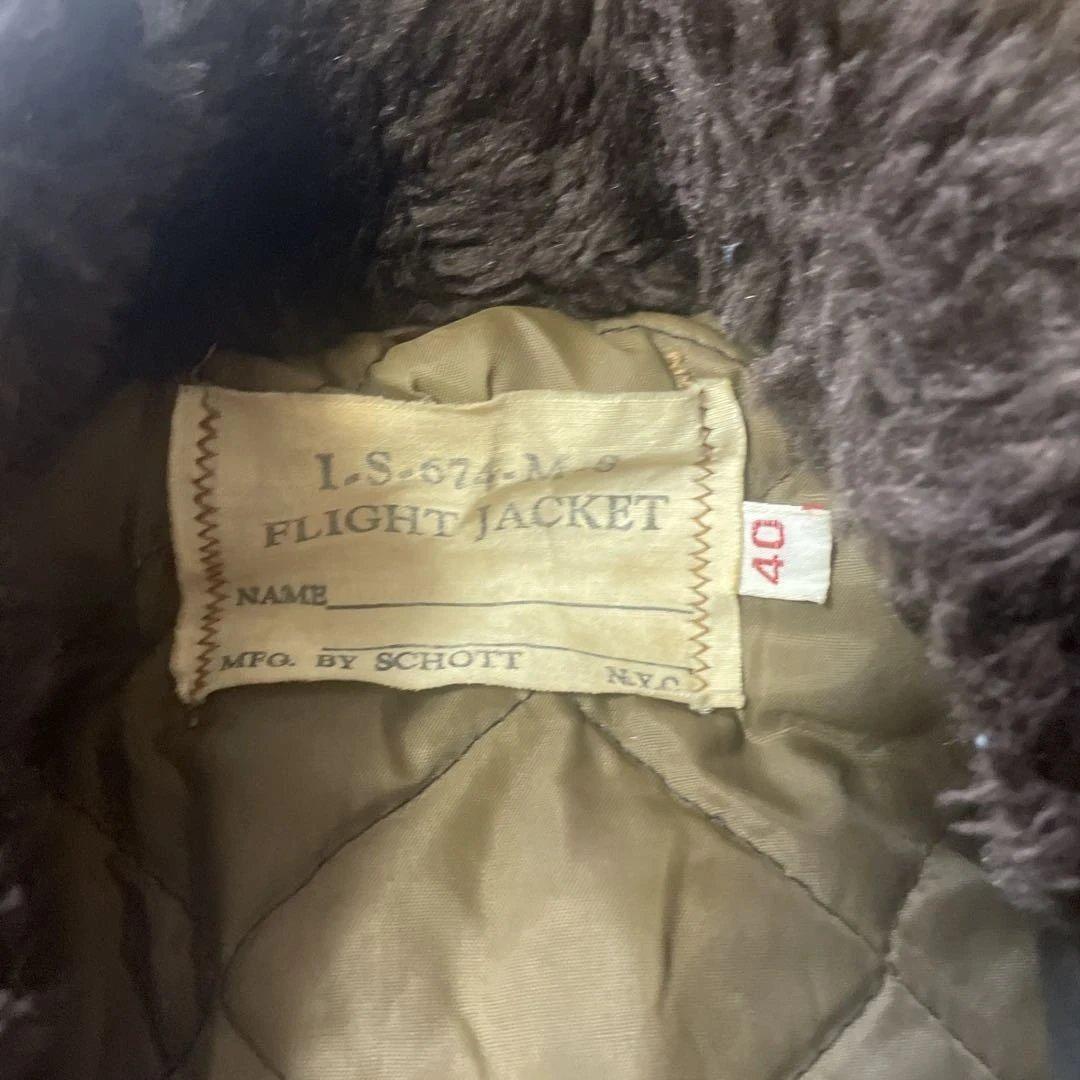 I-S-674-M-S
FLIGHT JACKET
NAME
MFG. BY SCHOTT
N.Y.C.
40